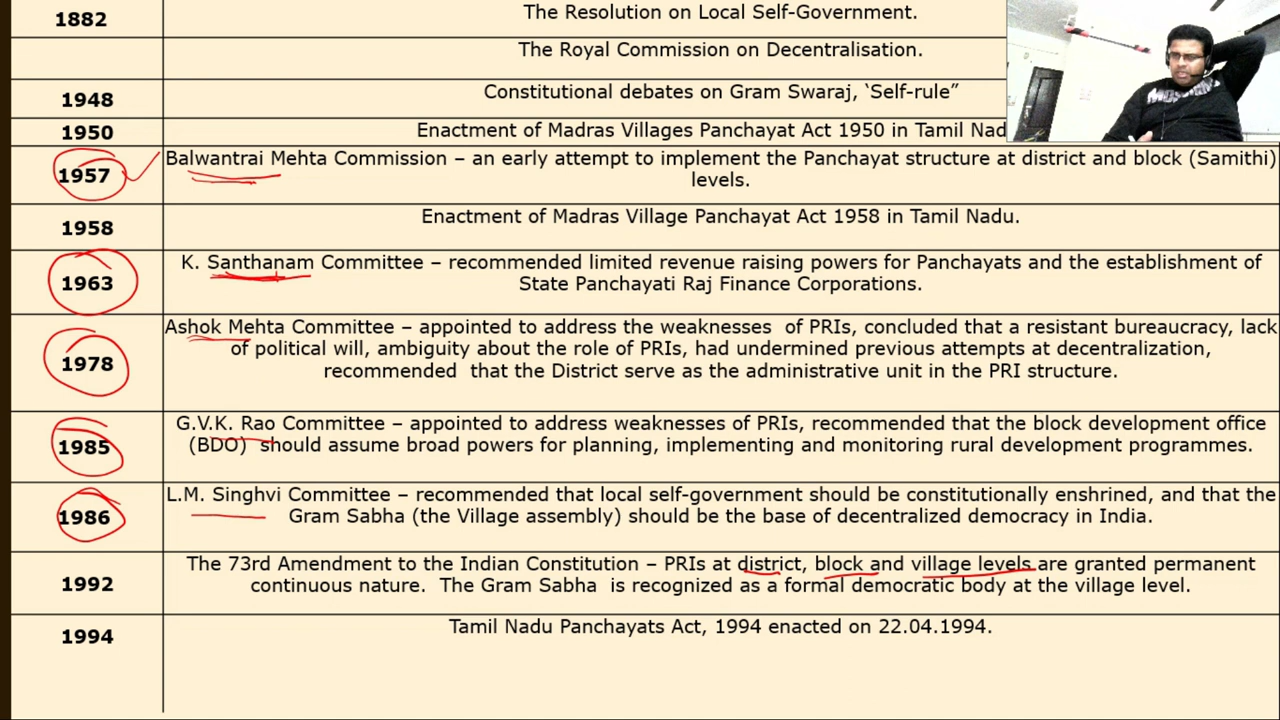 1882
The Resolution on Local Self-Government.
The Royal Commission on Decentralisation.
1948
Constitutional debates on Gram Swaraj, ‘Self-rule”
1950
Enactment of Madras Villages Panchayat Act 1950 in Tamil Nad
1957
Balwantrai Mehta Commission – an early attempt to implement the Panchayat structure at district and block (Samithi)
levels.
1958
Enactment of Madras Village Panchayat Act 1958 in Tamil Nadu.
1963
K. Santhanam Committee – recommended limited revenue raising powers for Panchayats and the establishment of
State Panchayati Raj Finance Corporations.
1978
Ashok Mehta Committee – appointed to address the weaknesses of PRIs, concluded that a resistant bureaucracy, lack
of political will, ambiguity about the role of PRIs, had undermined previous attempts at decentralization,
recommended that the District serve as the administrative unit in the PRI structure.
1985
G.V.K. Rao Committee – appointed to address weaknesses of PRIs, recommended that the block development office
(BDO) should assume broad powers for planning, implementing and monitoring rural development programmes.
1986
L.M. Singhvi Committee – recommended that local self-government should be constitutionally enshrined, and that the
Gram Sabha (the Village assembly) should be the base of decentralized democracy in India.
1992
The 73rd Amendment to the Indian Constitution – PRIs at district, block and village levels are granted permanent
continuous nature. The Gram Sabha is recognized as a formal democratic body at the village level.
1994
Tamil Nadu Panchayats Act, 1994 enacted on 22.04.1994.